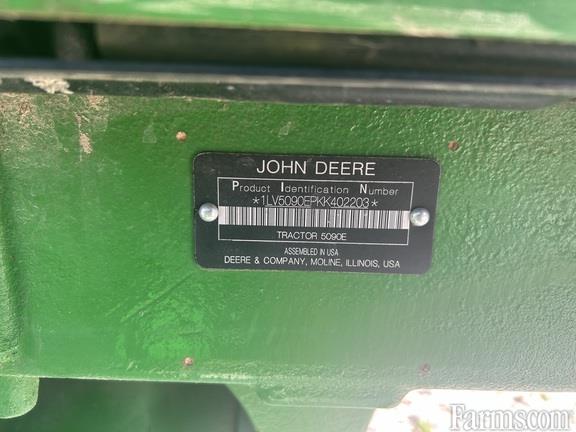 JOHN DEERE
Product Identification Number
*1LV5090EPKK402203*
TRACTOR 5090E
ASSEMBLED IN USA
DEERE & COMPANY, MOLINE, ILLINOIS, USA
Farms.com